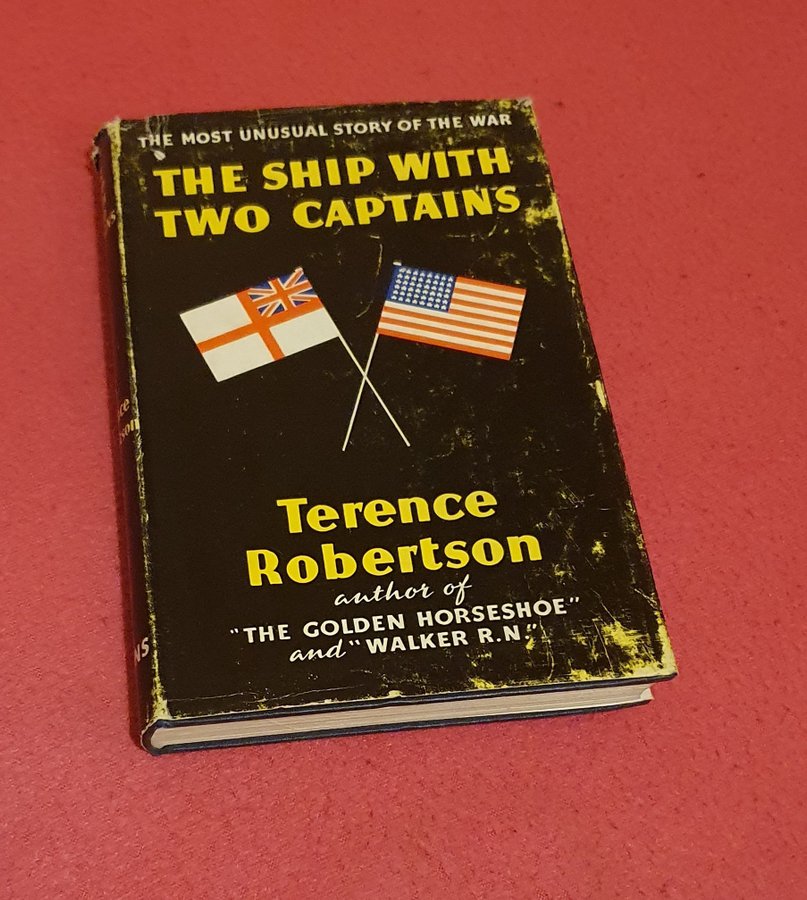 THE MOST UNUSUAL STORY OF THE WAR
THE SHIP WITH
TWO CAPTAINS
Terence
Robertson
author of
"THE GOLDEN HORSESHOE"
and "WALKER R.N."